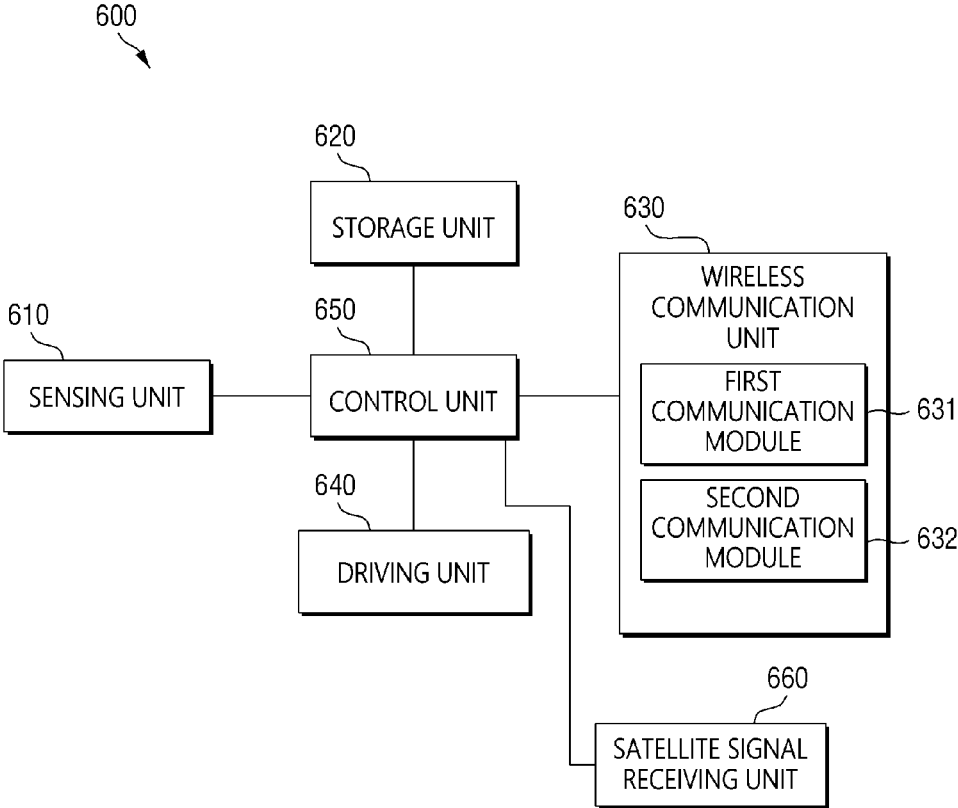 600
620
STORAGE UNIT
630
WIRELESS
COMMUNICATION
UNIT
610
SENSING UNIT
650
CONTROL UNIT
FIRST
COMMUNICATION
MODULE
631
640
DRIVING UNIT
SECOND
COMMUNICATION
MODULE
632
660
SATELLITE SIGNAL
RECEIVING UNIT